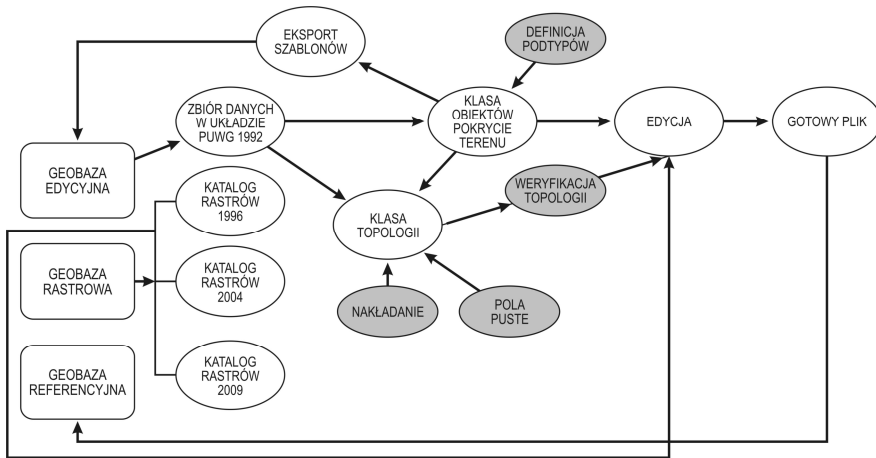 EKSPORT
SZABLONÓW
DEFINICJA
PODTYPÓW
ZBIÓR DANYCH
W UKŁADZIE
PUWG 1992
KLASA
OBIEKTÓW
POKRYCIE
TERENU
EDYCJA
GOTOWY PLIK
GEOBAZA
EDYCYJNA
KATALOG
RASTRÓW
1996
KLASA
TOPOLOGII
WERYFIKACJA
TOPOLOGII
GEOBAZA
RASTROWA
KATALOG
RASTRÓW
2004
NAKŁADANIE
POLA
PUSTE
GEOBAZA
REFERENCYJNA
KATALOG
RASTRÓW
2009